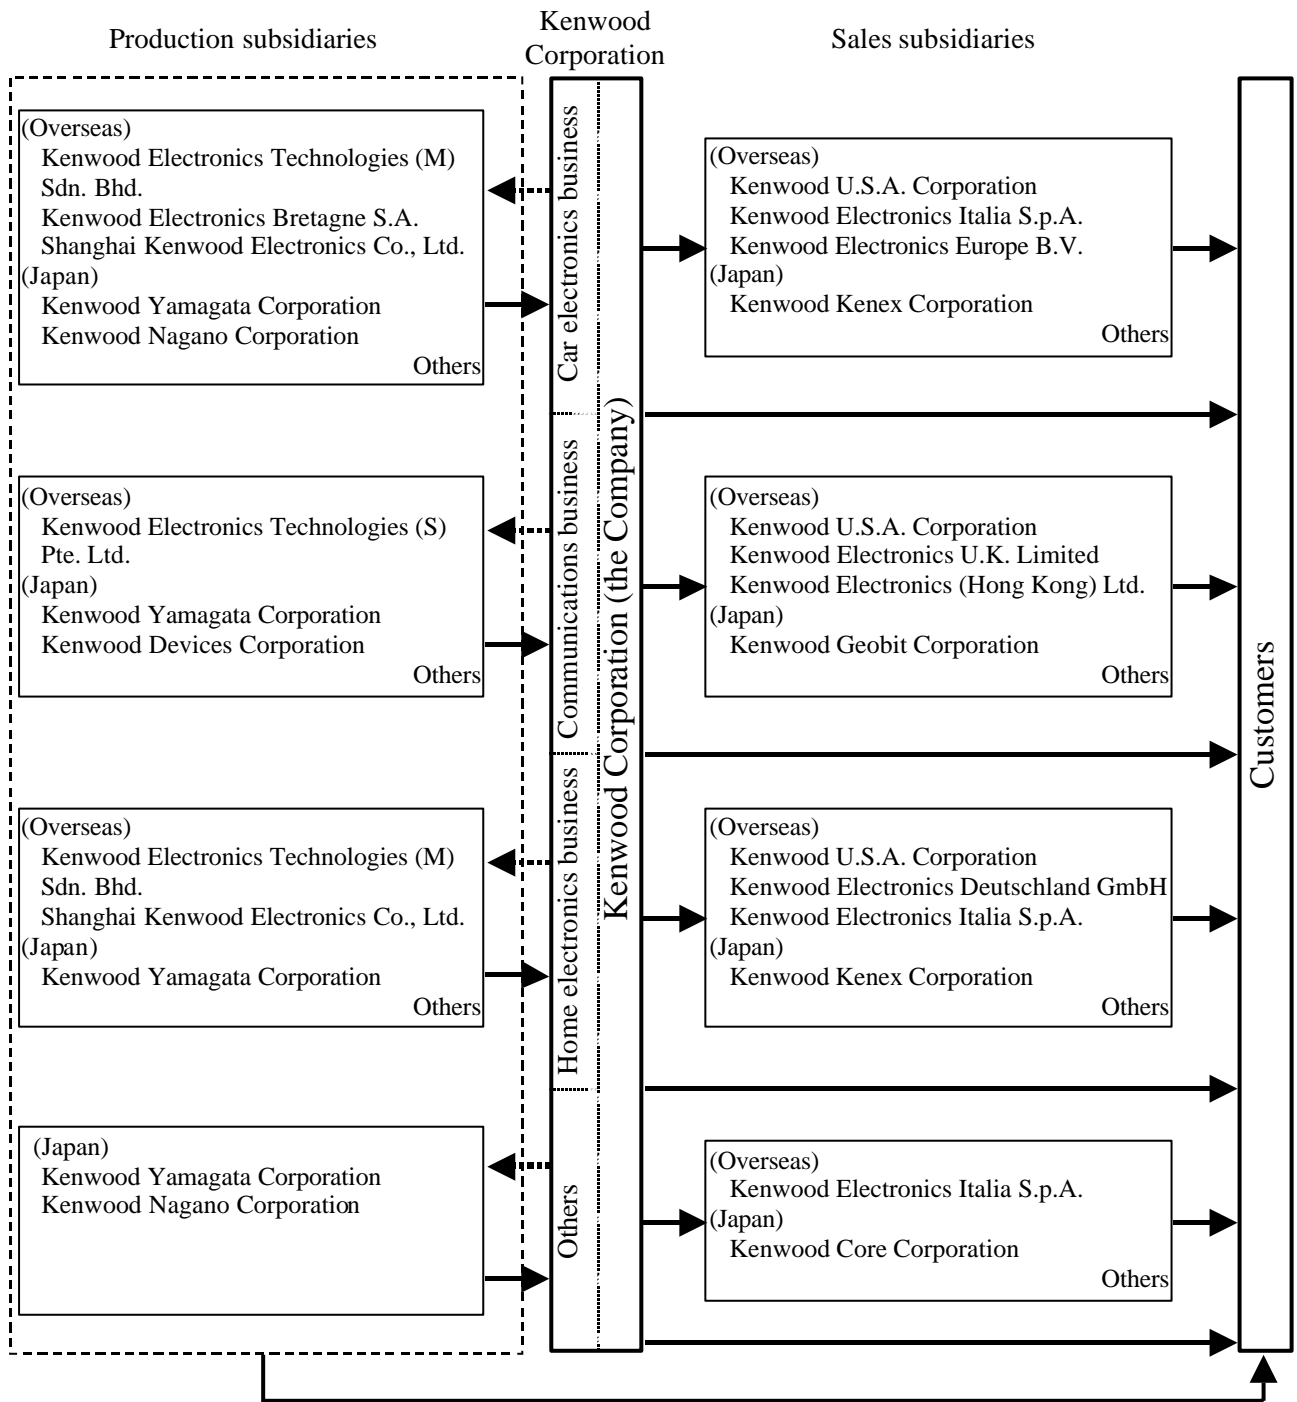 Production subsidiaries
Kenwood
Corporation
Sales subsidiaries
(Overseas)
Kenwood Electronics Technologies (M)
Sdn. Bhd.
Kenwood Electronics Bretagne S.A.
Shanghai Kenwood Electronics Co., Ltd.
(Japan)
Kenwood Yamagata Corporation
Kenwood Nagano Corporation
Others
(Overseas)
Kenwood Electronics Technologies (S)
Pte. Ltd.
(Japan)
Kenwood Yamagata Corporation
Kenwood Devices Corporation
Others
(Overseas)
Kenwood Electronics Technologies (M)
Sdn. Bhd.
Shanghai Kenwood Electronics Co., Ltd.
(Japan)
Kenwood Yamagata Corporation
Others
(Japan)
Kenwood Yamagata Corporation
Kenwood Nagano Corporation
Car electronics business
Communications business
Home electronics business
Others
Kenwood Corporation (the Company)
(Overseas)
Kenwood U.S.A. Corporation
Kenwood Electronics Italia S.p.A.
Kenwood Electronics Europe B.V.
(Japan)
Kenwood Kenex Corporation
Others
(Overseas)
Kenwood U.S.A. Corporation
Kenwood Electronics U.K. Limited
Kenwood Electronics (Hong Kong) Ltd.
(Japan)
Kenwood Geobit Corporation
Others
(Overseas)
Kenwood U.S.A. Corporation
Kenwood Electronics Deutschland GmbH
Kenwood Electronics Italia S.p.A.
(Japan)
Kenwood Kenex Corporation
Others
(Overseas)
Kenwood Electronics Italia S.p.A.
(Japan)
Kenwood Core Corporation
Others
Customers